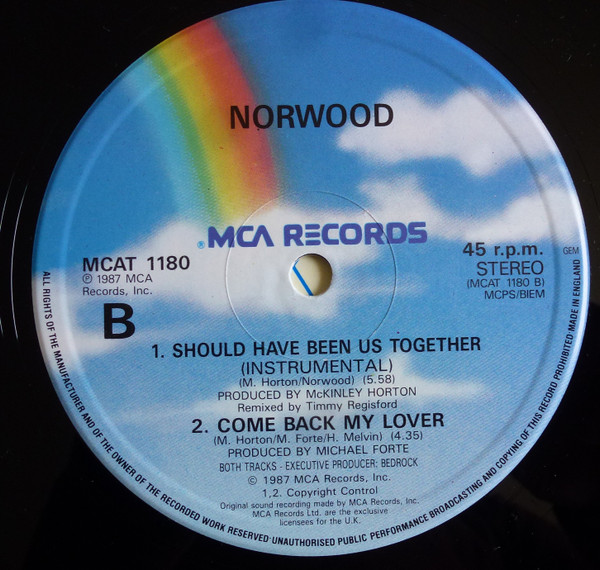 NORWOOD
® MCA RECORDS
MCAT 1180
℗ 1987 MCA
Records, Inc.
B
45 r.p.m.
STEREO
(MCAT 1180 B)
MCPS/BIEM
GEM
1. SHOULD HAVE BEEN US TOGETHER
(INSTRUMENTAL)
(M. Horton/Norwood) (5.58)
PRODUCED BY McKINLEY HORTON
Remixed by Timmy Regisford
2. COME BACK MY LOVER
(M. Horton/M. Forte/H. Melvin) (4.35)
PRODUCED BY MICHAEL FORTE
BOTH TRACKS - EXECUTIVE PRODUCER: BEDROCK
© 1987 MCA Records, Inc.
1,2. Copyright Control
Original sound recording made by MCA Records, Inc.
MCA Records Ltd. are the exclusive
licensees for the U.K.
ALL RIGHTS OF THE MANUFACTURER AND OF THE OWNER OF THE RECORDED WORK RESERVED·UNAUTHORISED PUBLIC PERFORMANCE BROADCASTING AND COPYING OF THIS RECORD PROHIBITED·MADE IN ENGLAND